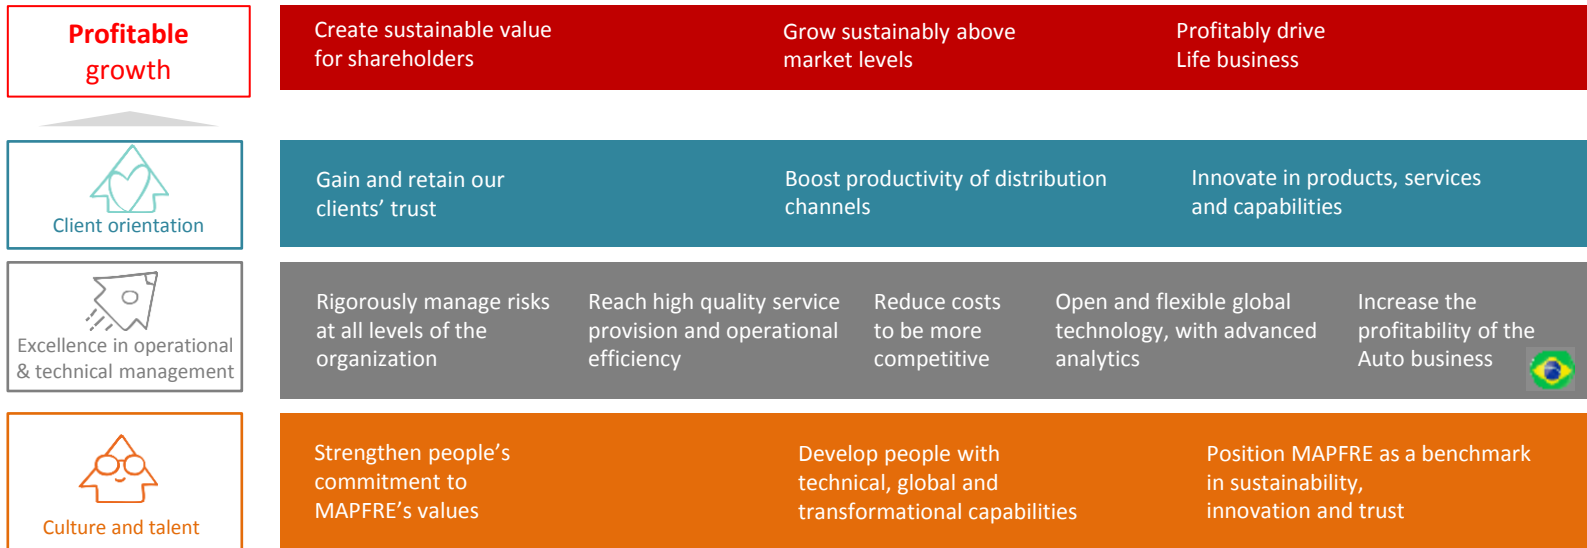 Profitable
growth
Create sustainable value
for shareholders
Grow sustainably above
market levels
Profitably drive
Life business
Client orientation
Gain and retain our
clients’ trust
Boost productivity of distribution
channels
Innovate in products, services
and capabilities
Excellence in operational
& technical management
Rigorously manage risks
at all levels of the
organization
Reach high quality service
provision and operational
efficiency
Reduce costs
to be more
competitive
Open and flexible global
technology, with advanced
analytics
Increase the
profitability of the
Auto business
Culture and talent
Strengthen people’s
commitment to
MAPFRE’s values
Develop people with
technical, global and
transformational capabilities
Position MAPFRE as a benchmark
in sustainability,
innovation and trust